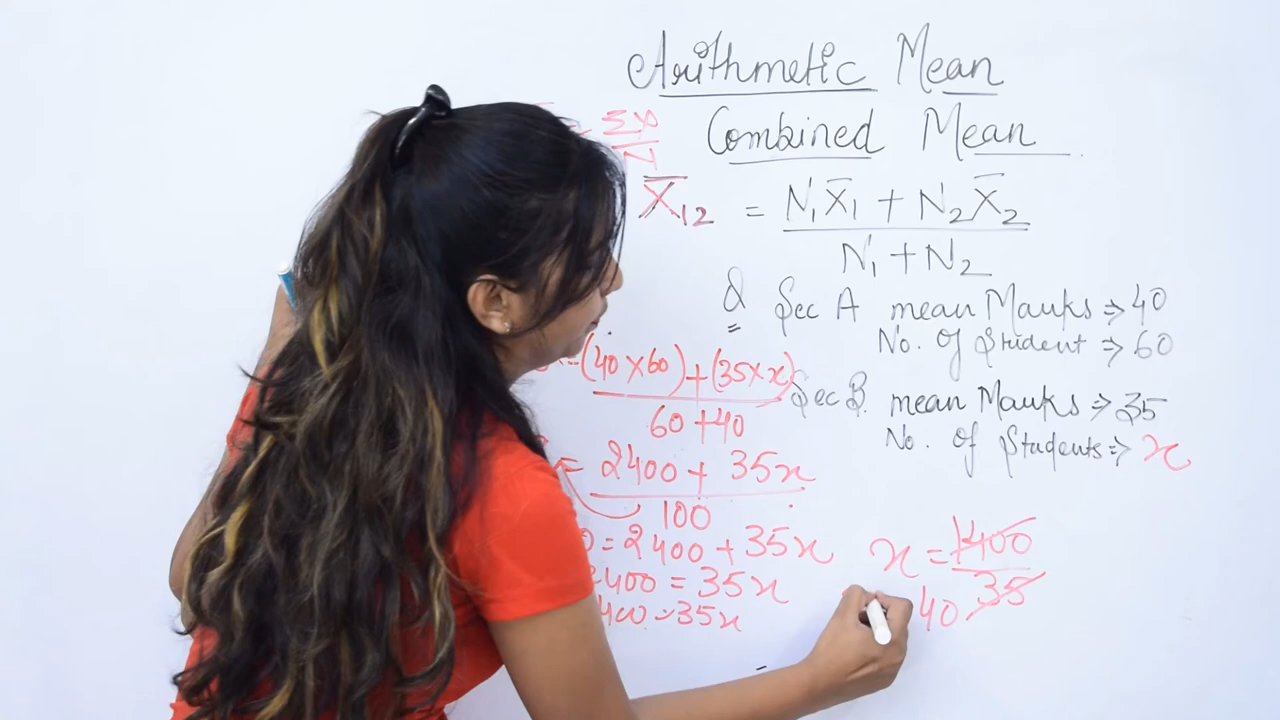 Arithmetic Mean
Combined Mean
ΣX
N
X̄12 = N1X̄1 + N2X̄2
N1 + N2
Q Sec A mean Marks ⇒ 40
No. Of Student ⇒ 60
(40 × 60) + (35 × x)
60 + 40
Sec B. mean Marks ⇒ 35
No. of Students ⇒ x
2400 + 35x
100
0 = 2400 + 35x
2400 = 35x
400 = 35x
x = 1400
35
40